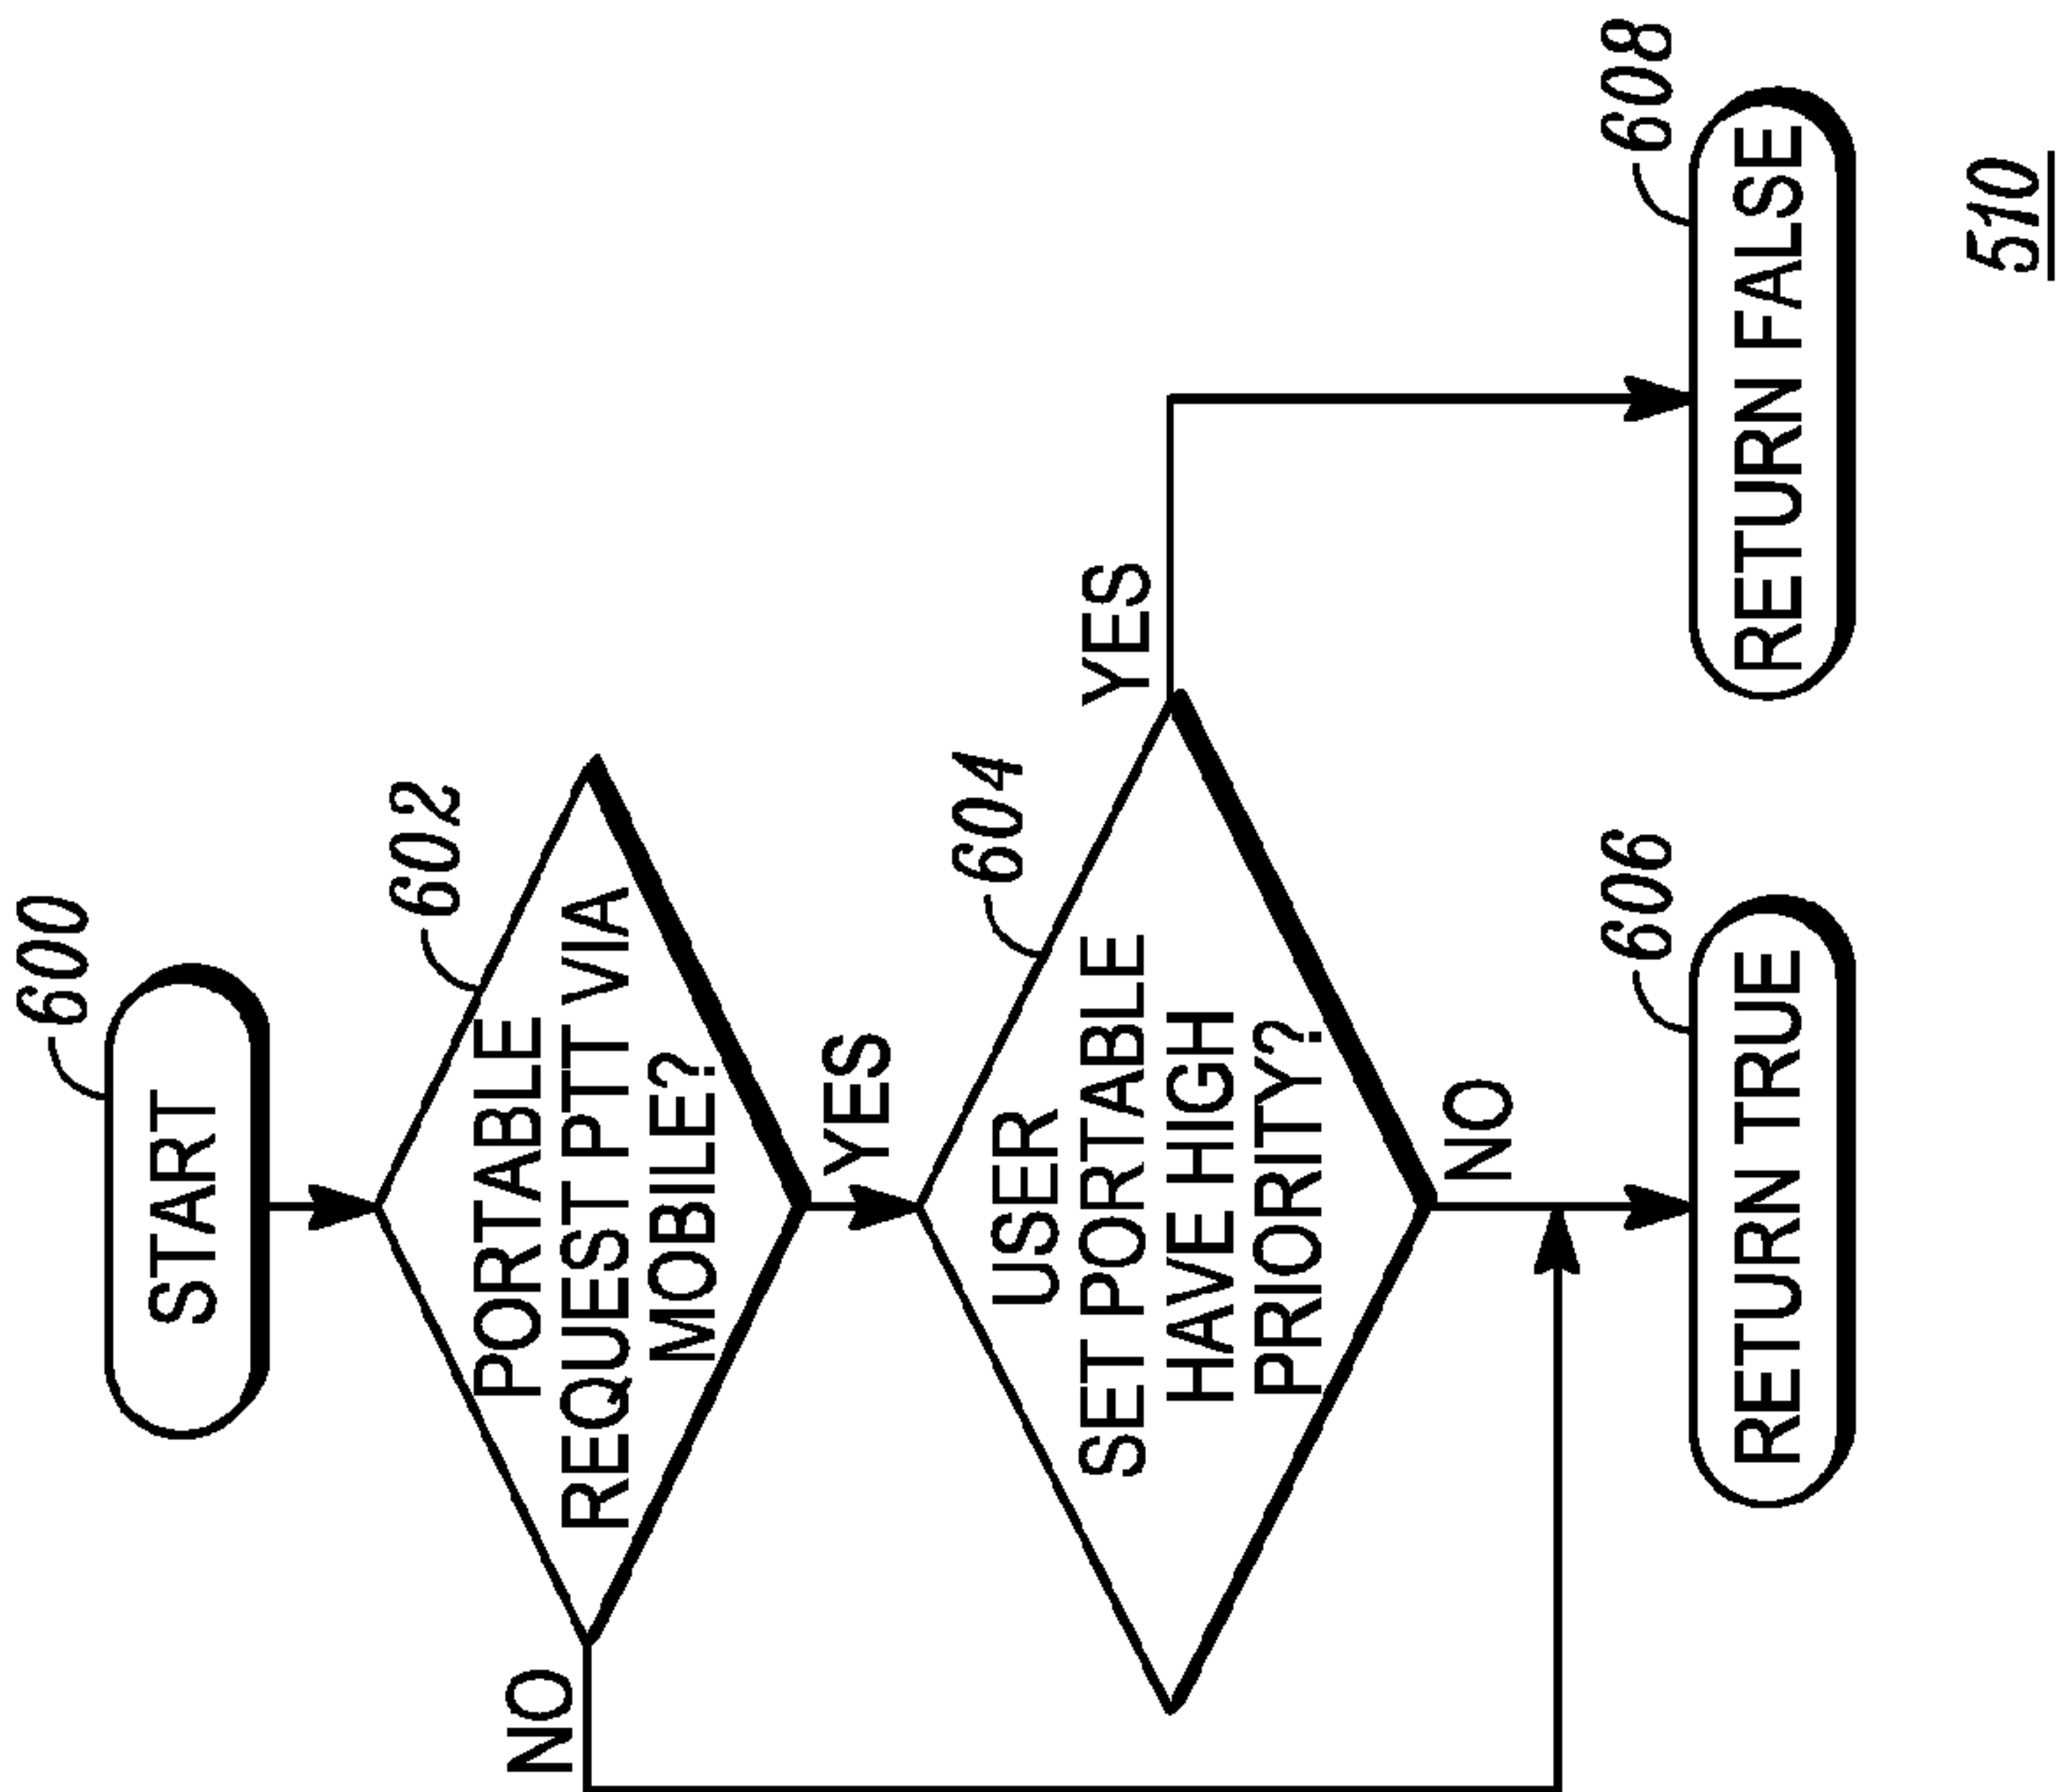 600
START
602
PORTABLE
REQUEST PTT VIA
MOBILE?
NO
YES
604
USER
SET PORTABLE
HAVE HIGH
PRIORITY?
YES
NO
606
RETURN TRUE
608
RETURN FALSE
510